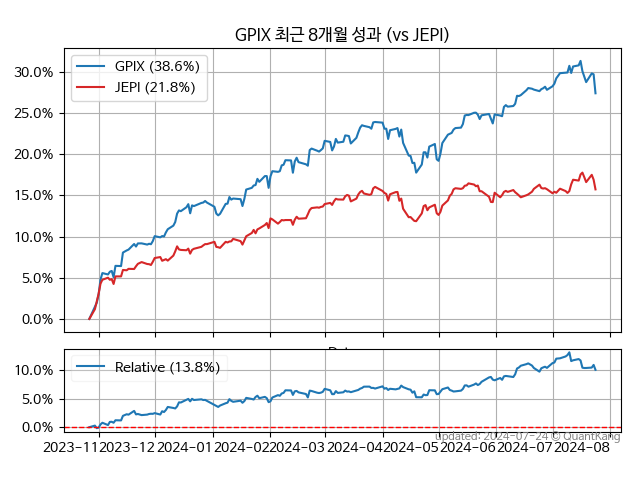 GPIX 최근 8개월 성과 (vs JEPI)
GPIX (38.6%)
JEPI (21.8%)
30.0%
25.0%
20.0%
15.0%
10.0%
5.0%
0.0%
Relative (13.8%)
10.0%
5.0%
0.0%
updated: 2024-07-24 © QuantKang
2023-11 2023-12 2024-01 2024-02 2024-03 2024-04 2024-05 2024-06 2024-07 2024-08